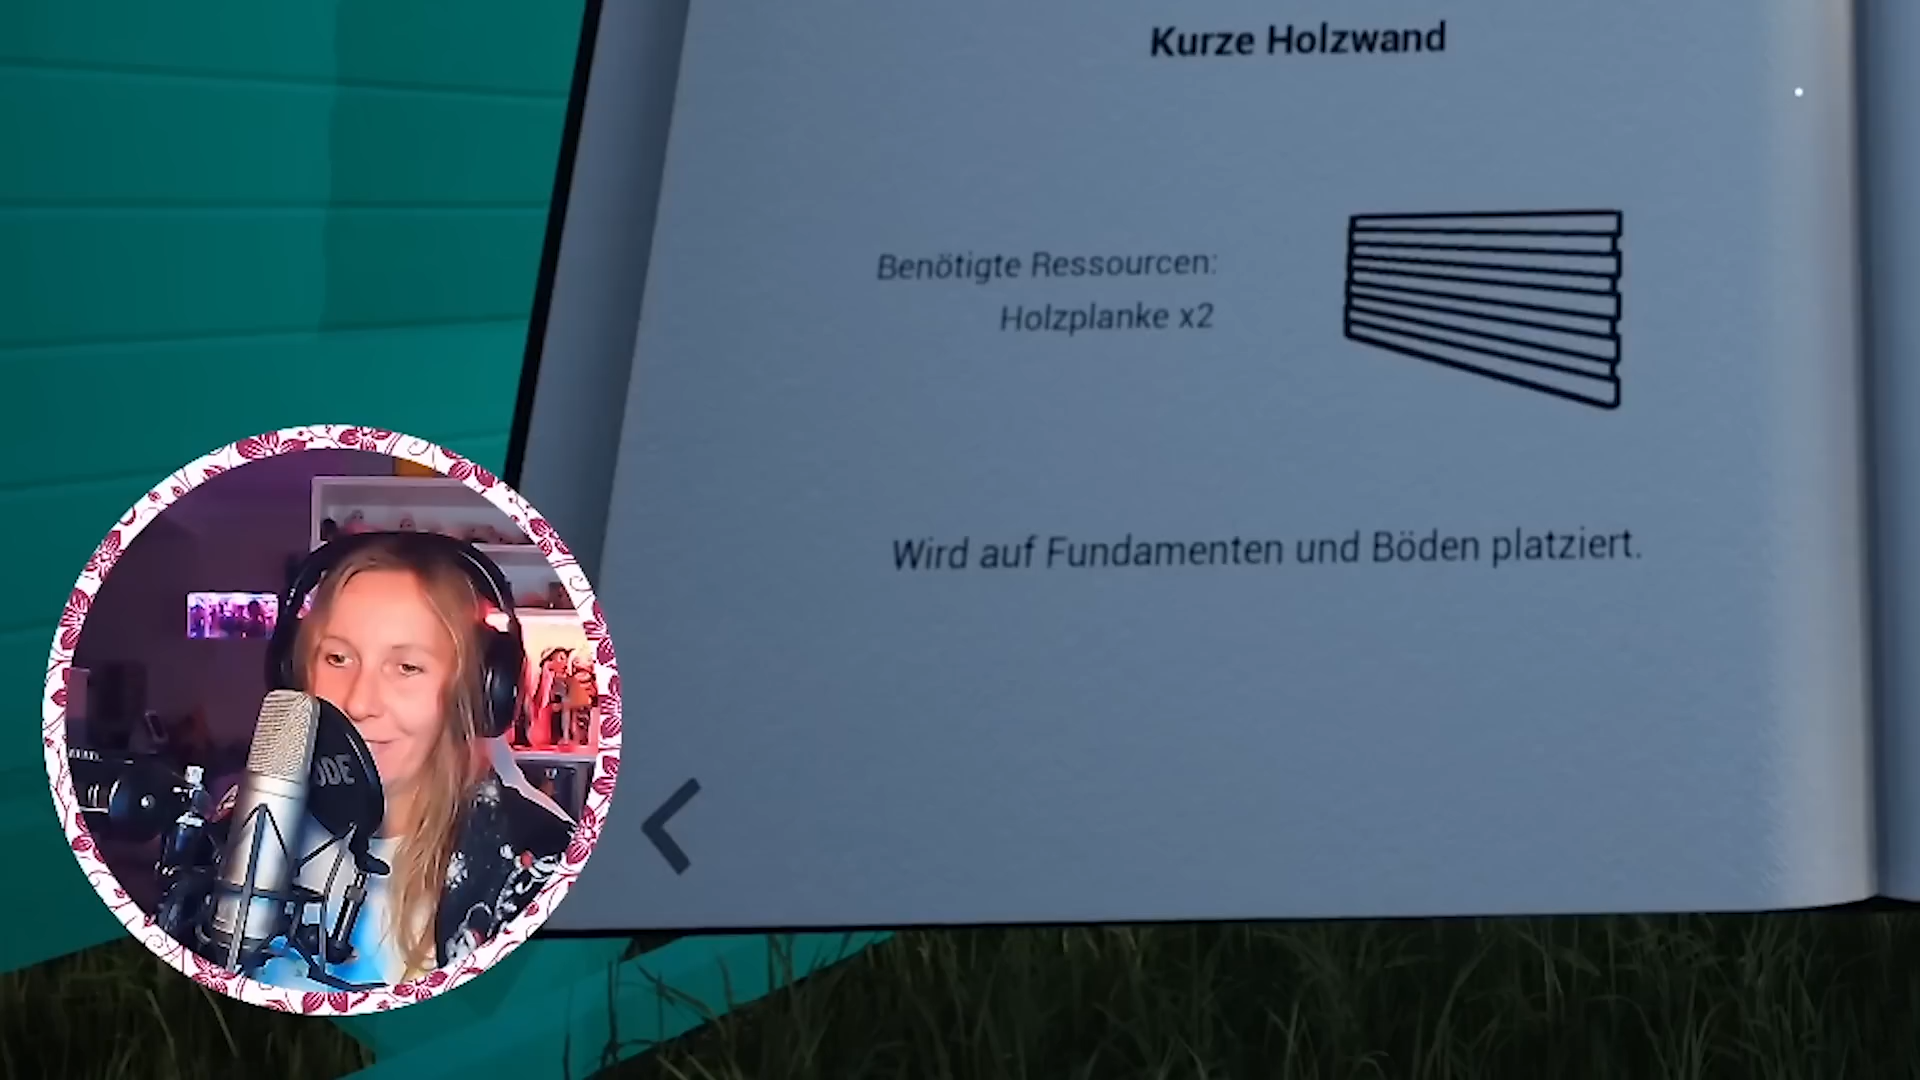 Kurze Holzwand
Benötigte Ressourcen:
Holzplanke x2
Wird auf Fundamenten und Böden platziert.